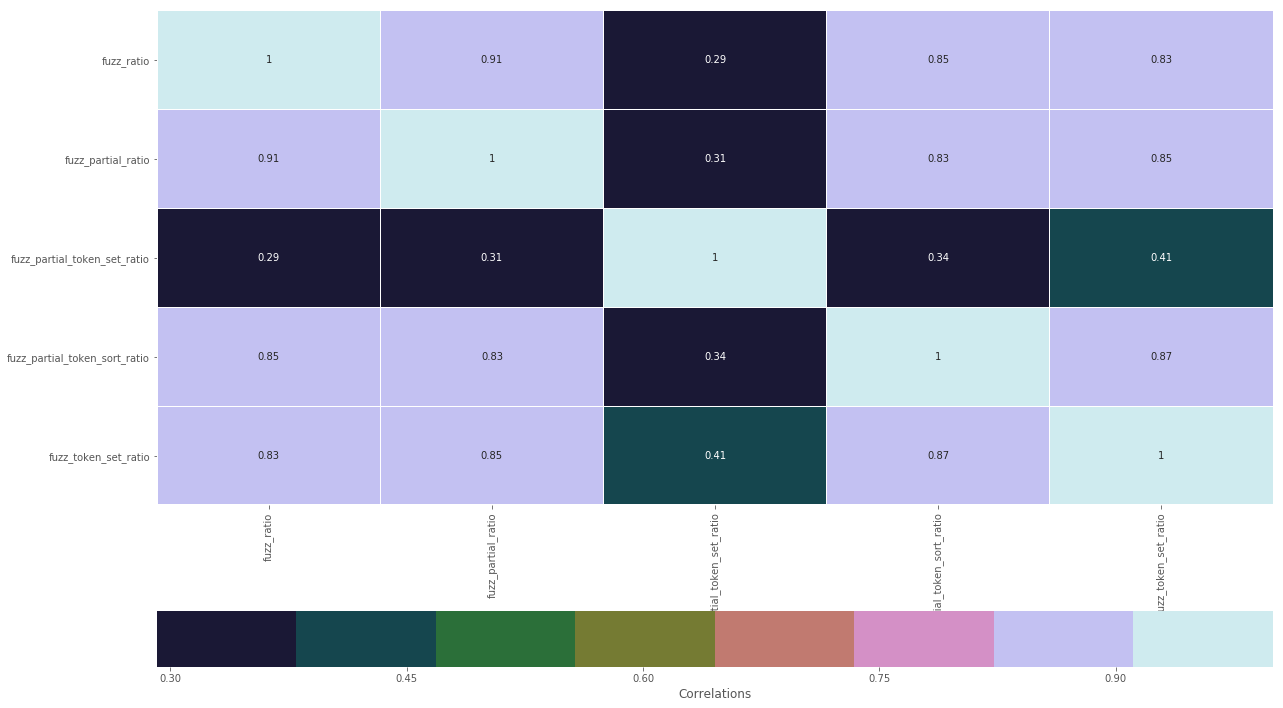 fuzz_ratio 1 0.91 0.29 0.85 0.83
fuzz_partial_ratio 0.91 1 0.31 0.83 0.85
fuzz_partial_token_set_ratio 0.29 0.31 1 0.34 0.41
fuzz_partial_token_sort_ratio 0.85 0.83 0.34 1 0.87
fuzz_token_set_ratio 0.83 0.85 0.41 0.87 1
fuzz_ratio
fuzz_partial_ratio
tial_token_set_ratio
ial_token_sort_ratio
uzz_token_set_ratio
0.30 0.45 0.60 0.75 0.90
Correlations